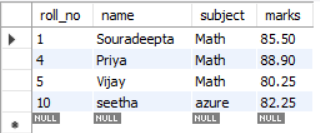 roll_no name subject marks
1 Souradeepta Math 85.50
4 Priya Math 88.90
5 Vijay Math 80.25
10 seetha azure 82.25
NULL NULL NULL NULL